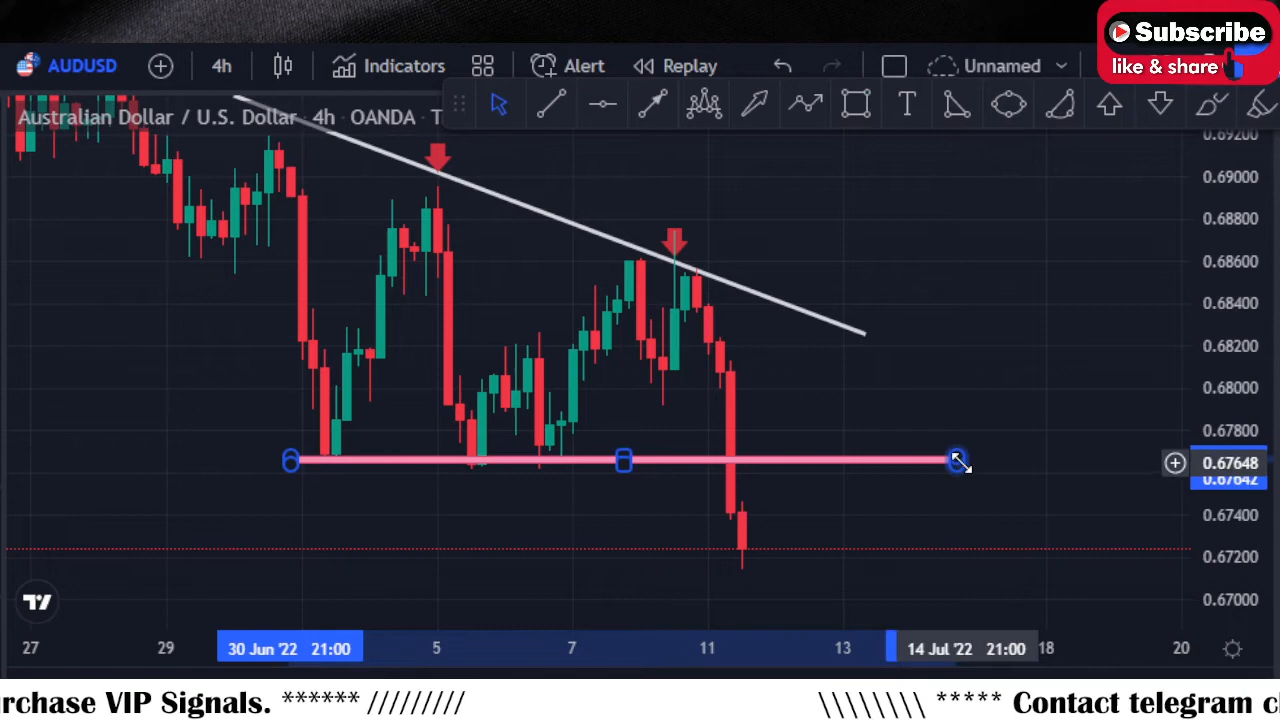 Subscribe
like & share
AUDUSD
4h
Indicators
Alert
Replay
Unnamed
Australian Dollar / U.S. Dollar · 4h · OANDA · T
0.69200
0.69000
0.68800
0.68600
0.68400
0.68200
0.68000
0.67800
0.67648
0.67642
0.67400
0.67200
0.67000
27
29
30 Jun '22 21:00
5
7
11
13
14 Jul '22 21:00
18
20
urchase VIP Signals. ****** /////////
\\\\\\\\ ***** Contact telegram c